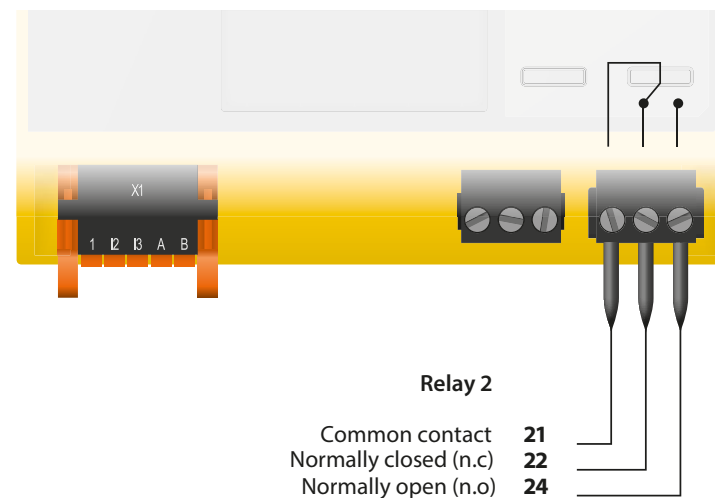 X1
1 I2 I3 A B
Relay 2
Common contact 21
Normally closed (n.c) 22
Normally open (n.o) 24